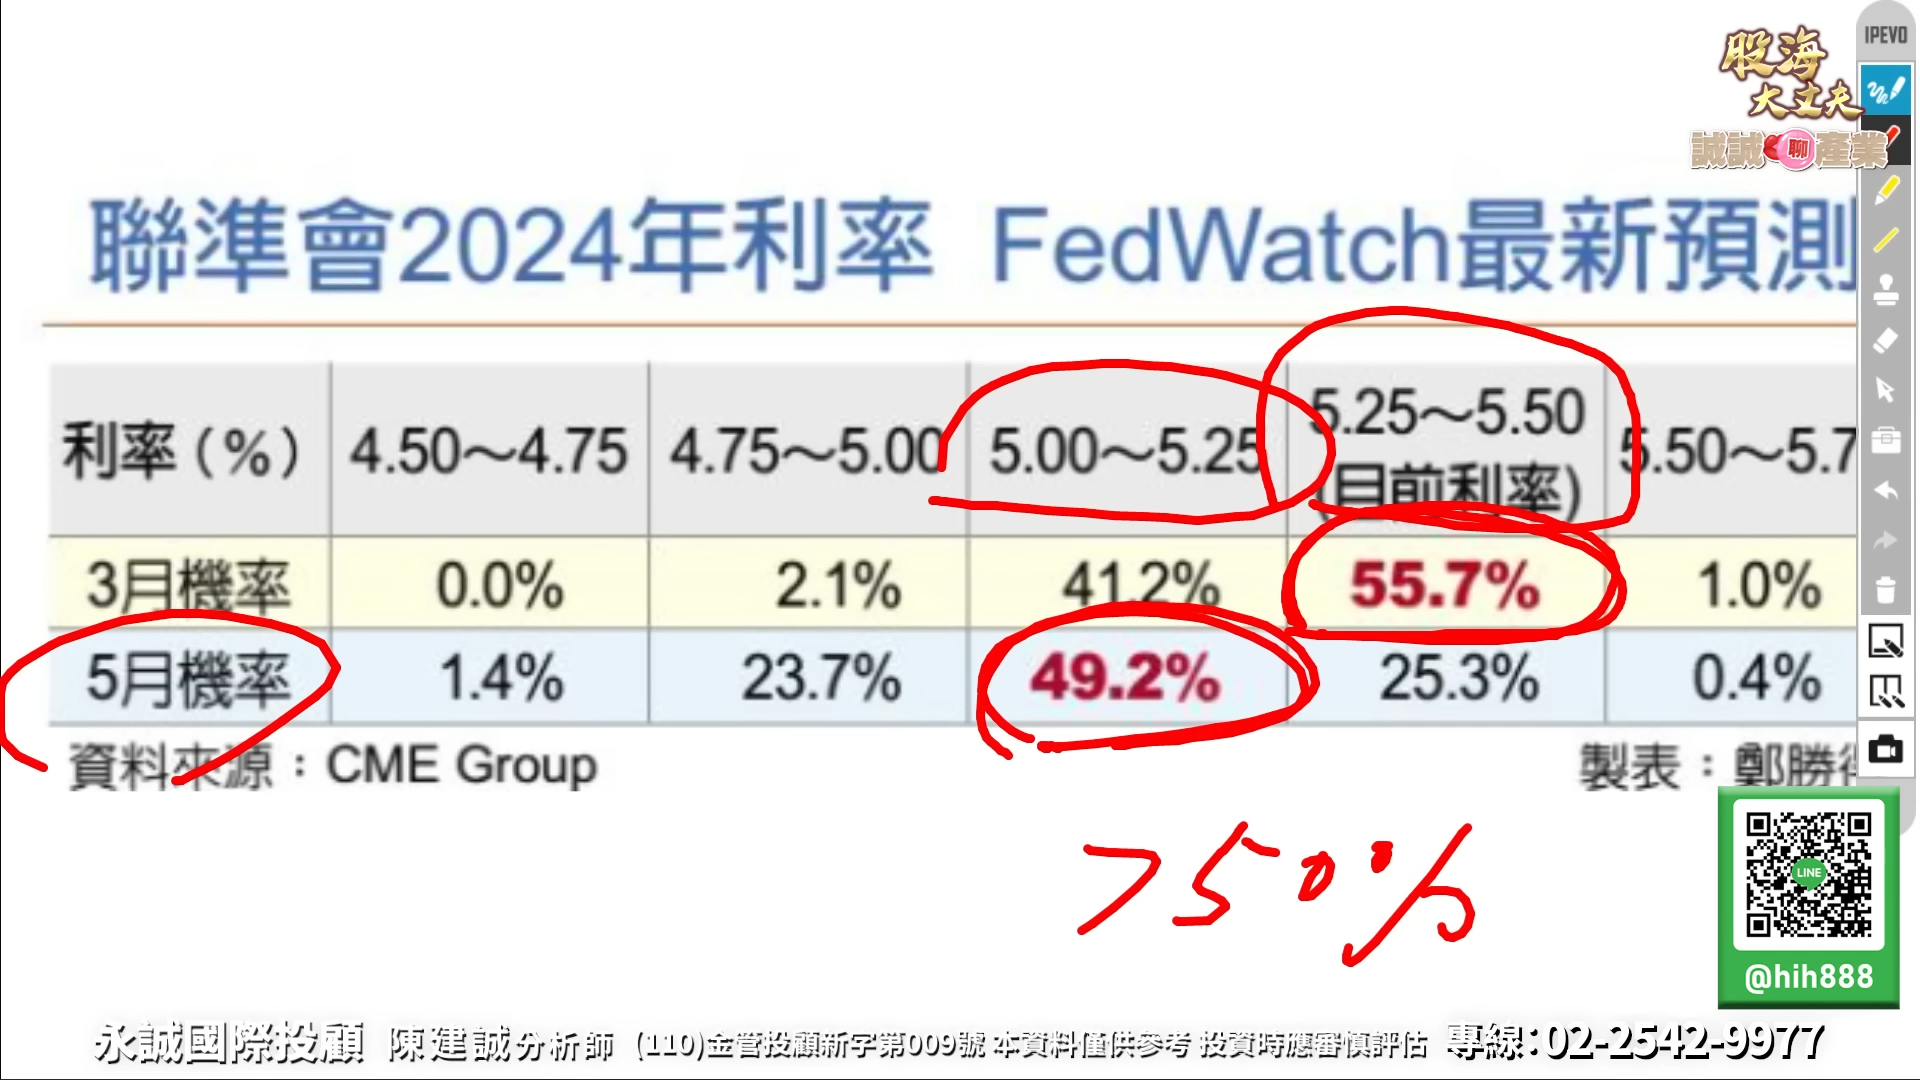 IPEVO
股海
大丈夫
誠誠聊產業
聯準會2024年利率 FedWatch最新預測
利率(%) 4.50~4.75 4.75~5.00 5.00~5.25 5.25~5.50 (目前利率) 5.50~5.7
3月機率 0.0% 2.1% 41.2% 55.7% 1.0%
5月機率 1.4% 23.7% 49.2% 25.3% 0.4%
資料來源：CME Group 製表：鄭勝
>50%
LINE
@hih888
永誠國際投顧 陳建誠分析師 (110)金管投顧新字第009號 本資料僅供參考 投資時應審慎評估 專線:02-2542-9977